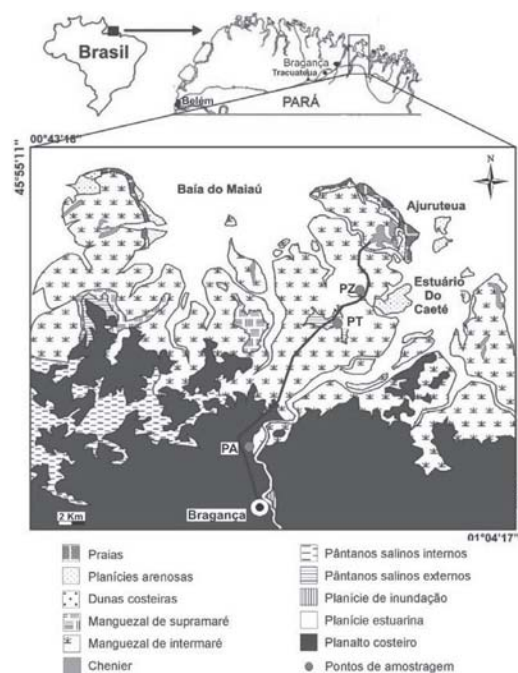 Brasil
Bragança
Tracuateua
Belém
PARÁ
00°43'18"
45°55'11"
N
Baía do Maiaú
Ajuruteua
Estuário
Do
Caeté
PZ
PT
PA
Bragança
2 Km
01°04'17"
Praias
Planícies arenosas
Dunas costeiras
Manguezal de supramaré
Manguezal de intermaré
Chenier
Pântanos salinos internos
Pântanos salinos externos
Planície de inundação
Planície estuarina
Planalto costeiro
Pontos de amostragem